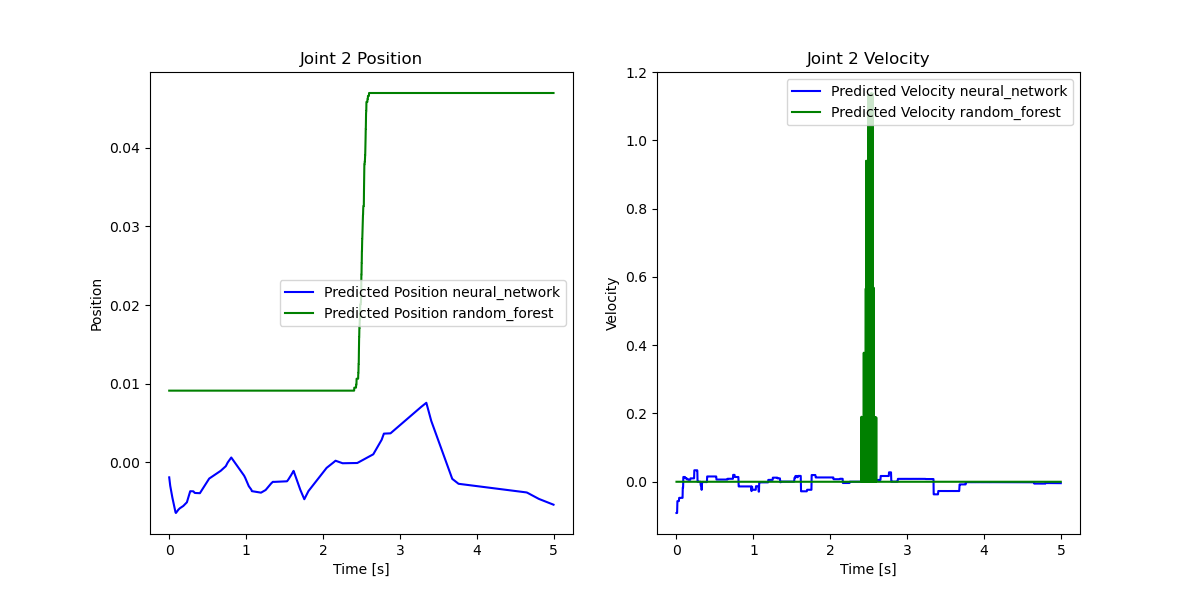 Joint 2 Position
Position
0.04
0.03
0.02
0.01
0.00
Predicted Position neural_network
Predicted Position random_forest
0 1 2 3 4 5
Time [s]
Joint 2 Velocity
Velocity
1.2
1.0
0.8
0.6
0.4
0.2
0.0
Predicted Velocity neural_network
Predicted Velocity random_forest
0 1 2 3 4 5
Time [s]